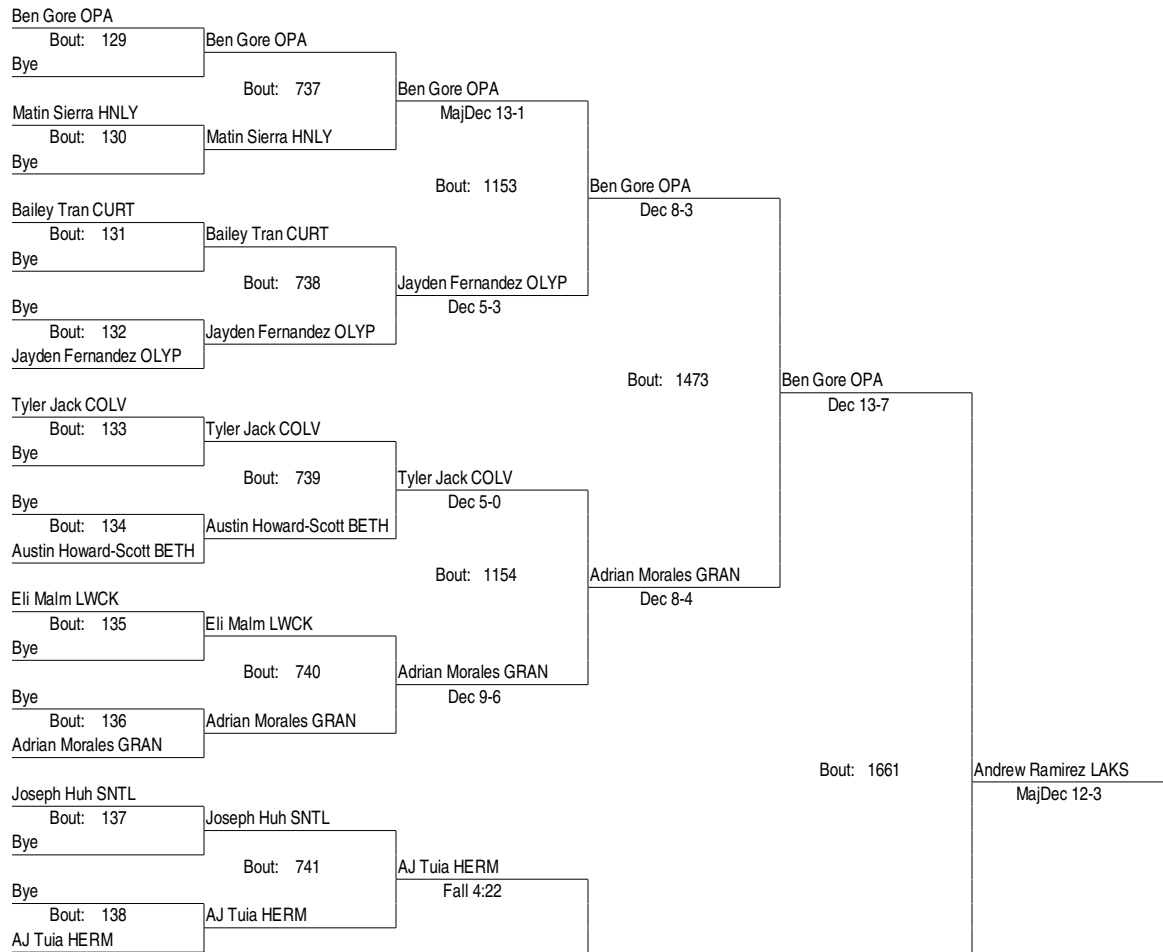 Ben Gore OPA
Bout: 129
Bye
Ben Gore OPA
Bout: 737
Ben Gore OPA
MajDec 13-1
Matin Sierra HNLY
Bout: 130
Bye
Matin Sierra HNLY
Bout: 1153
Ben Gore OPA
Dec 8-3
Bailey Tran CURT
Bout: 131
Bye
Bailey Tran CURT
Bout: 738
Jayden Fernandez OLYP
Dec 5-3
Bye
Bout: 132
Jayden Fernandez OLYP
Jayden Fernandez OLYP
Bout: 1473
Ben Gore OPA
Dec 13-7
Tyler Jack COLV
Bout: 133
Bye
Tyler Jack COLV
Bout: 739
Tyler Jack COLV
Dec 5-0
Bye
Bout: 134
Austin Howard-Scott BETH
Austin Howard-Scott BETH
Bout: 1154
Adrian Morales GRAN
Dec 8-4
Eli Malm LWCK
Bout: 135
Bye
Eli Malm LWCK
Bout: 740
Adrian Morales GRAN
Dec 9-6
Bye
Bout: 136
Adrian Morales GRAN
Adrian Morales GRAN
Bout: 1661
Andrew Ramirez LAKS
MajDec 12-3
Joseph Huh SNTL
Bout: 137
Bye
Joseph Huh SNTL
Bout: 741
AJ Tuia HERM
Fall 4:22
Bye
Bout: 138
AJ Tuia HERM
AJ Tuia HERM